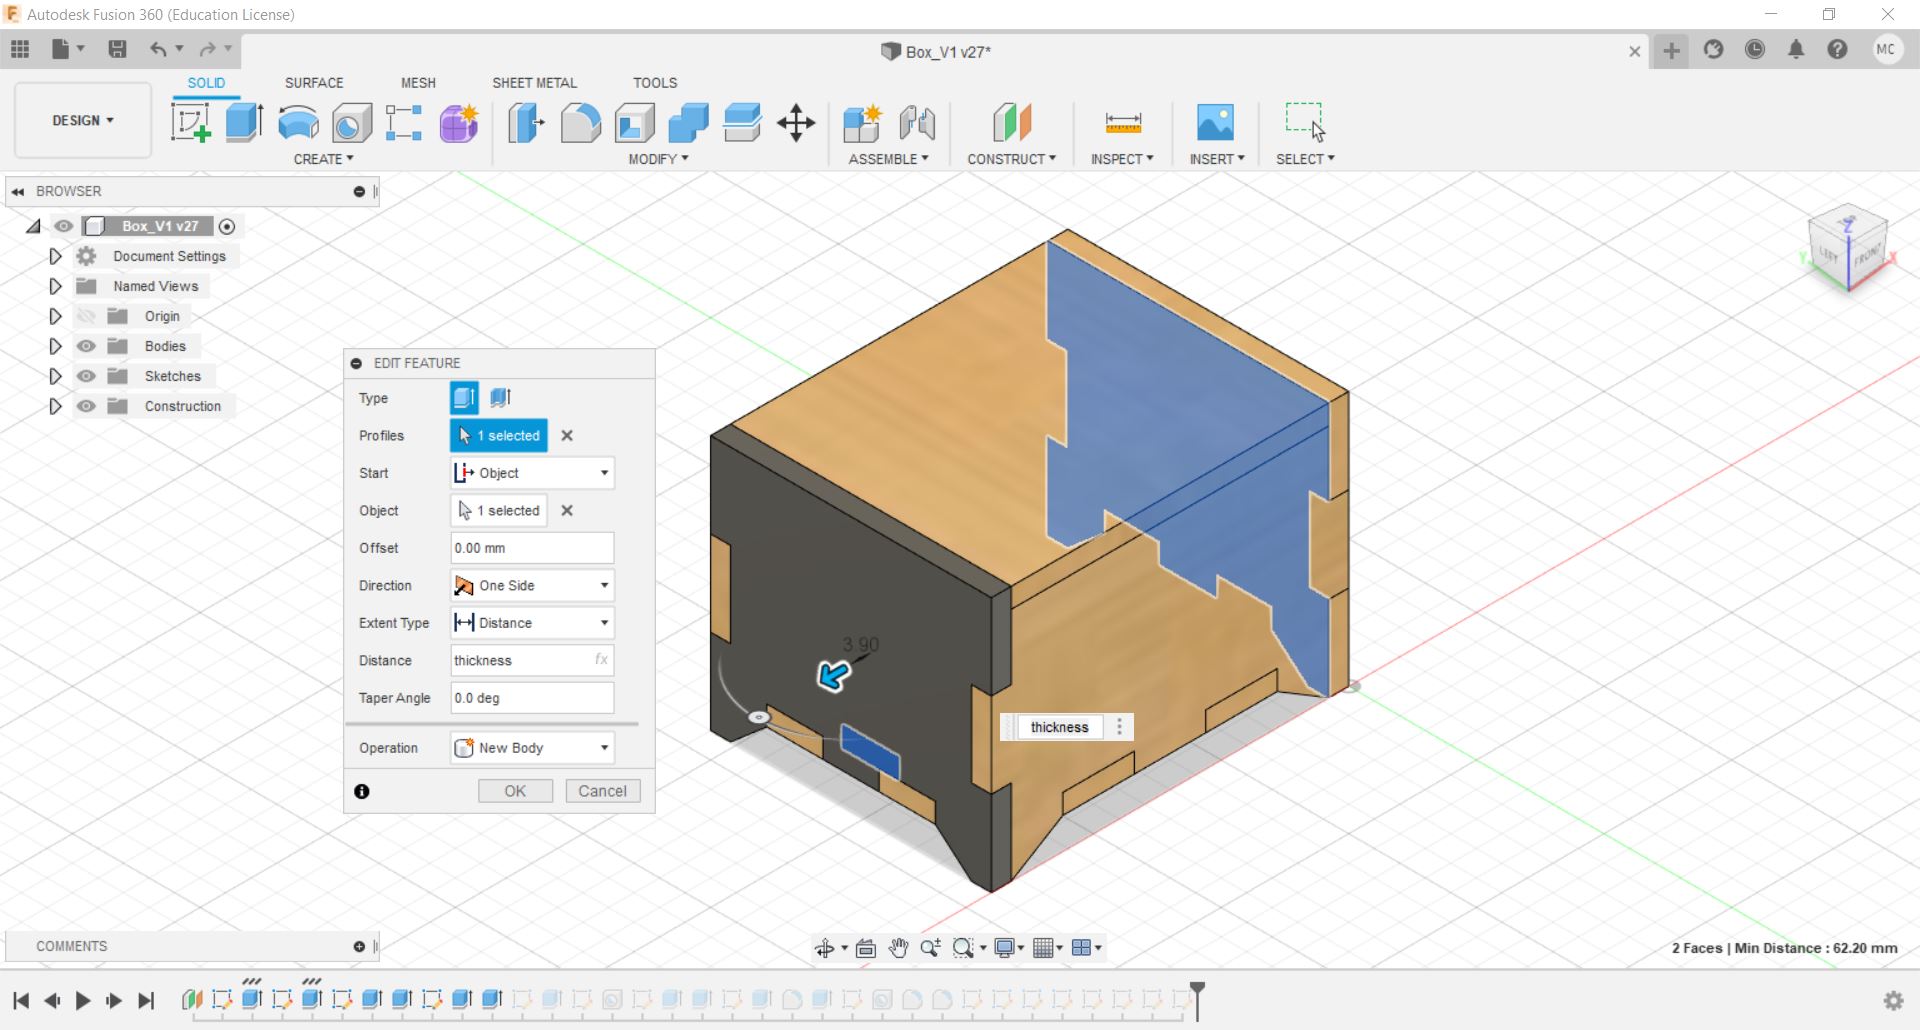 Autodesk Fusion 360 (Education License)
Box_V1 v27*
MC
DESIGN
SOLID
SURFACE
MESH
SHEET METAL
TOOLS
CREATE
MODIFY
ASSEMBLE
CONSTRUCT
INSPECT
INSERT
SELECT
BROWSER
Box_V1 v27
Document Settings
Named Views
Origin
Bodies
Sketches
Construction
EDIT FEATURE
Type
Profiles 1 selected
Start Object
Object 1 selected
Offset 0.00 mm
Direction One Side
Extent Type Distance
Distance thickness fx
Taper Angle 0.0 deg
Operation New Body
OK Cancel
3.90
thickness
Z
Y
X
LEFT
FRONT
COMMENTS
2 Faces | Min Distance : 62.20 mm